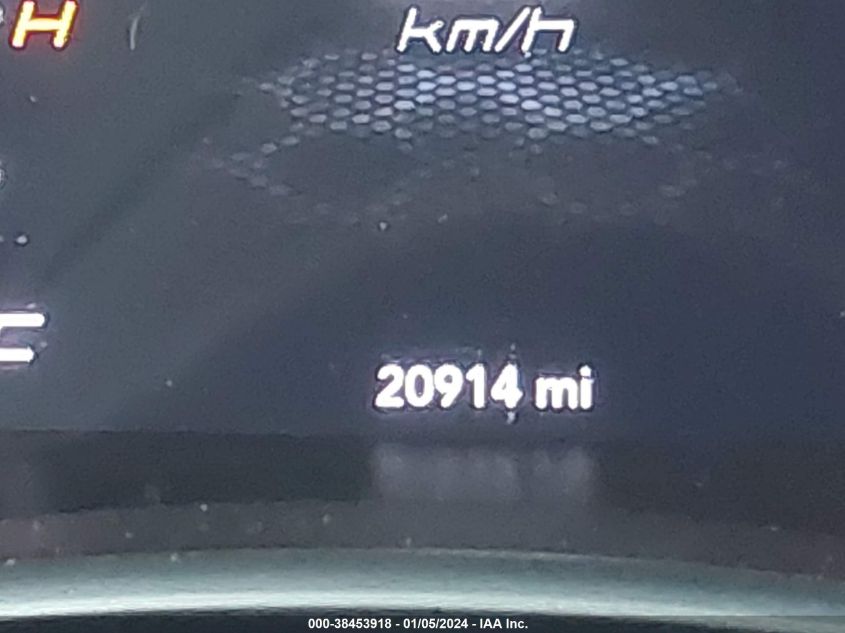 H
km/h
20914 mi
000-38453918 - 01/05/2024 - IAA Inc.